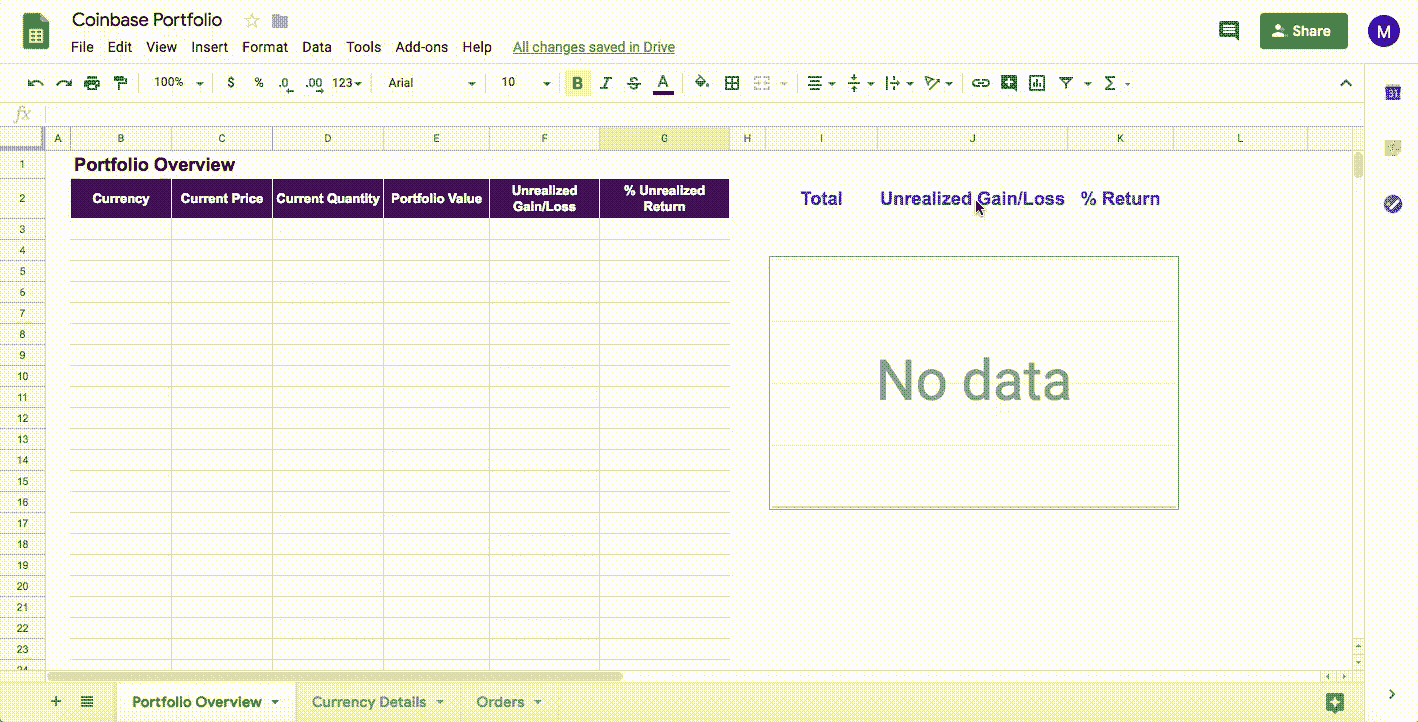 Coinbase Portfolio
File Edit View Insert Format Data Tools Add-ons Help All changes saved in Drive
Share
M
100% $ % .0 .00 123 Arial 10 B I S A Σ
31
fx
A B C D E F G H I J K L
1 Portfolio Overview
2 Currency Current Price Current Quantity Portfolio Value Unrealized Gain/Loss % Unrealized Return Total Unrealized Gain/Loss % Return
3
4
5
6
7
8
9
10
No data
11
12
13
14
15
16
17
18
19
20
21
22
23
24
Portfolio Overview Currency Details Orders